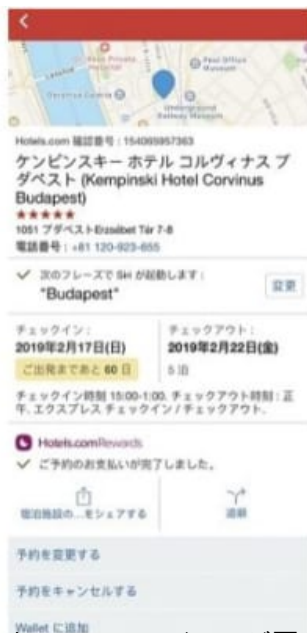 Post Office
Museum
Underground
Railway Museum
Hotels.com 確認番号 : 154065957363
ケンピンスキー ホテル コルヴィナス ブ
ダペスト (Kempinski Hotel Corvinus
Budapest)
★★★★★
1051 ブダペスト Erzsébet Tér 7-8
電話番号 : +81 120-923-655
次のフレーズで Siri が起動します :
"Budapest"
変更
チェックイン :
2019年2月17日(日)
ご出発まであと 60 日
チェックアウト :
2019年2月22日(金)
5 泊
チェックイン時刻 15:00-1:00. チェックアウト時刻 : 正
午. エクスプレス チェックイン / チェックアウト.
Hotels.com Rewards
ご予約のお支払いが完了しました。
宿泊施設の...をシェアする
道順
予約を変更する
予約をキャンセルする
Wallet に追加